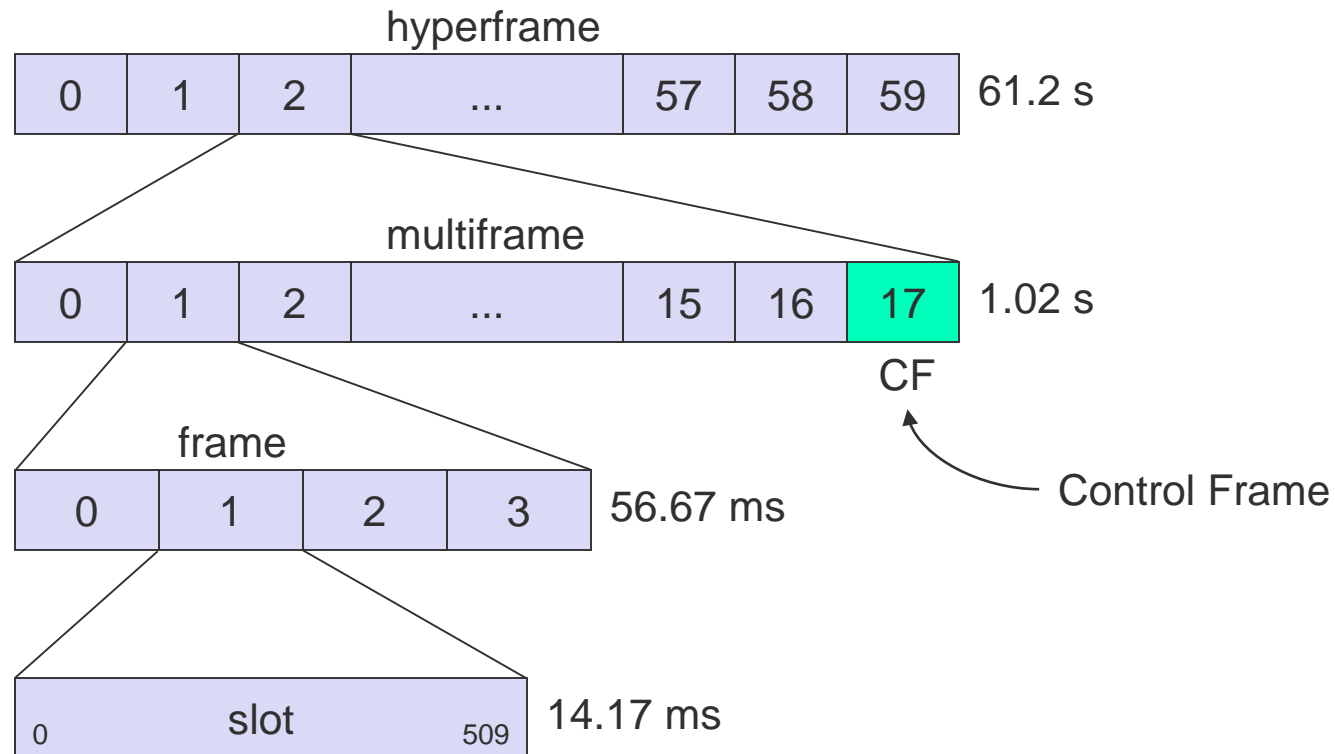 hyperframe
0 1 2 ... 57 58 59 61.2 s
multiframe
0 1 2 ... 15 16 17 1.02 s
CF
frame
0 1 2 3 56.67 ms
Control Frame
0 slot 509 14.17 ms